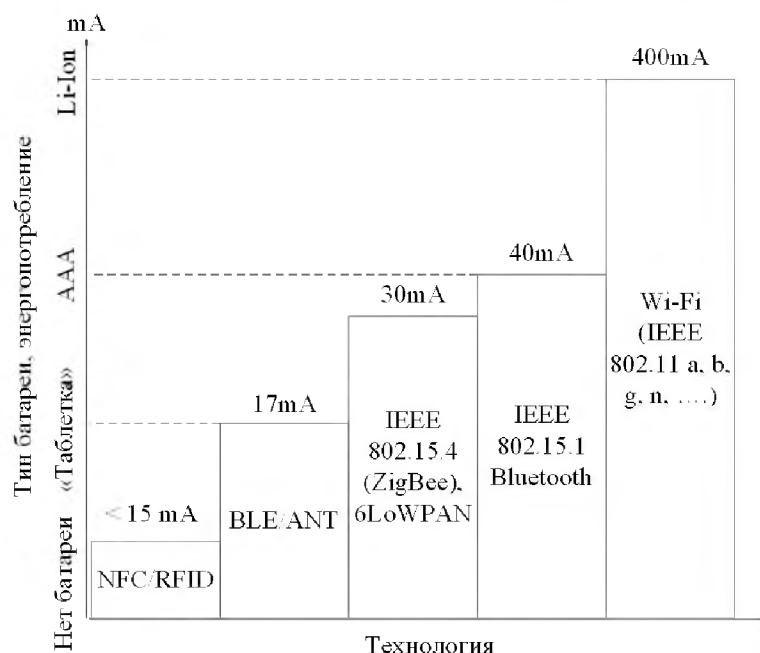 mA
400mA
Li-Ion
Тип батареи, энергопотребление
AAA
40mA
30mA
Wi-Fi
(IEEE
802.11 a, b,
g, n, ….)
«Таблетка»
17mA
IEEE
802.15.4
(ZigBee),
6LoWPAN
IEEE
802.15.1
Bluetooth
Нет батареи
<15 mA
BLE/ANT
NFC/RFID
Технология